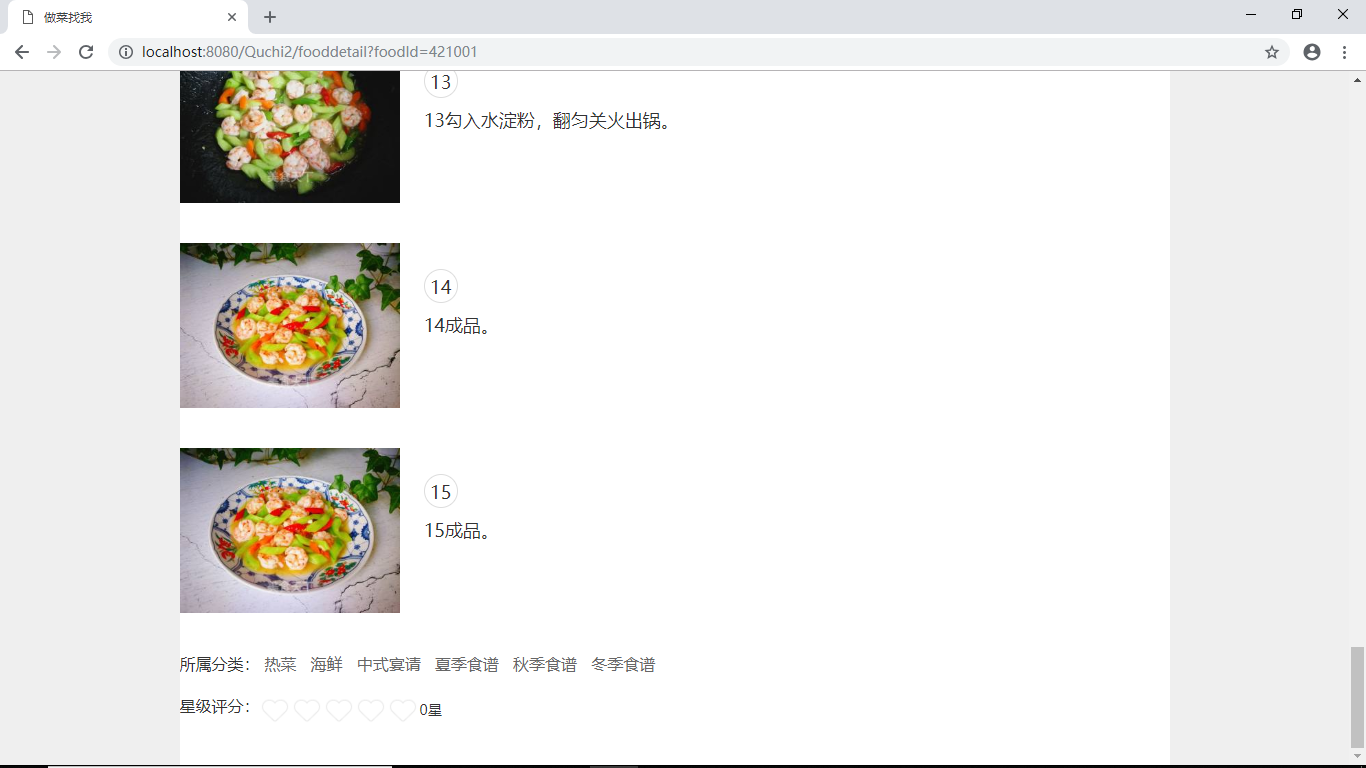 做菜找我
localhost:8080/Quchi2/fooddetail?foodId=421001
13
13勾入水淀粉，翻匀关火出锅。
14
14成品。
15
15成品。
所属分类： 热菜 海鲜 中式宴请 夏季食谱 秋季食谱 冬季食谱
星级评分： 0星